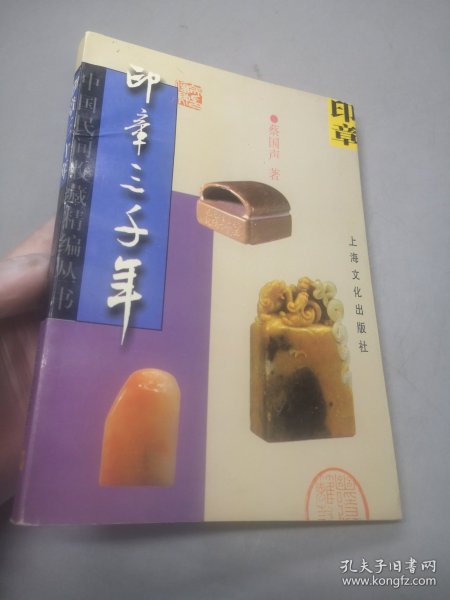 中国民间收藏精编丛书
印章三千年
印章
●蔡国声 著
上海文化出版社
孔夫子旧书网
www.kongfz.com